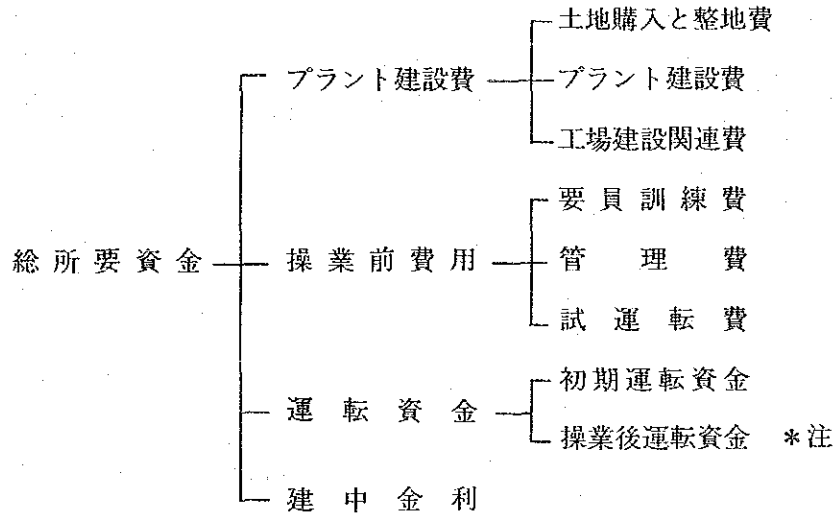 土地購入と整地費
プラント建設費
プラント建設費
工場建設関連費
要員訓練費
総所要資金
操業前費用
管理費
試運転費
初期運転資金
運転資金
操業後運転資金 *注
建中金利